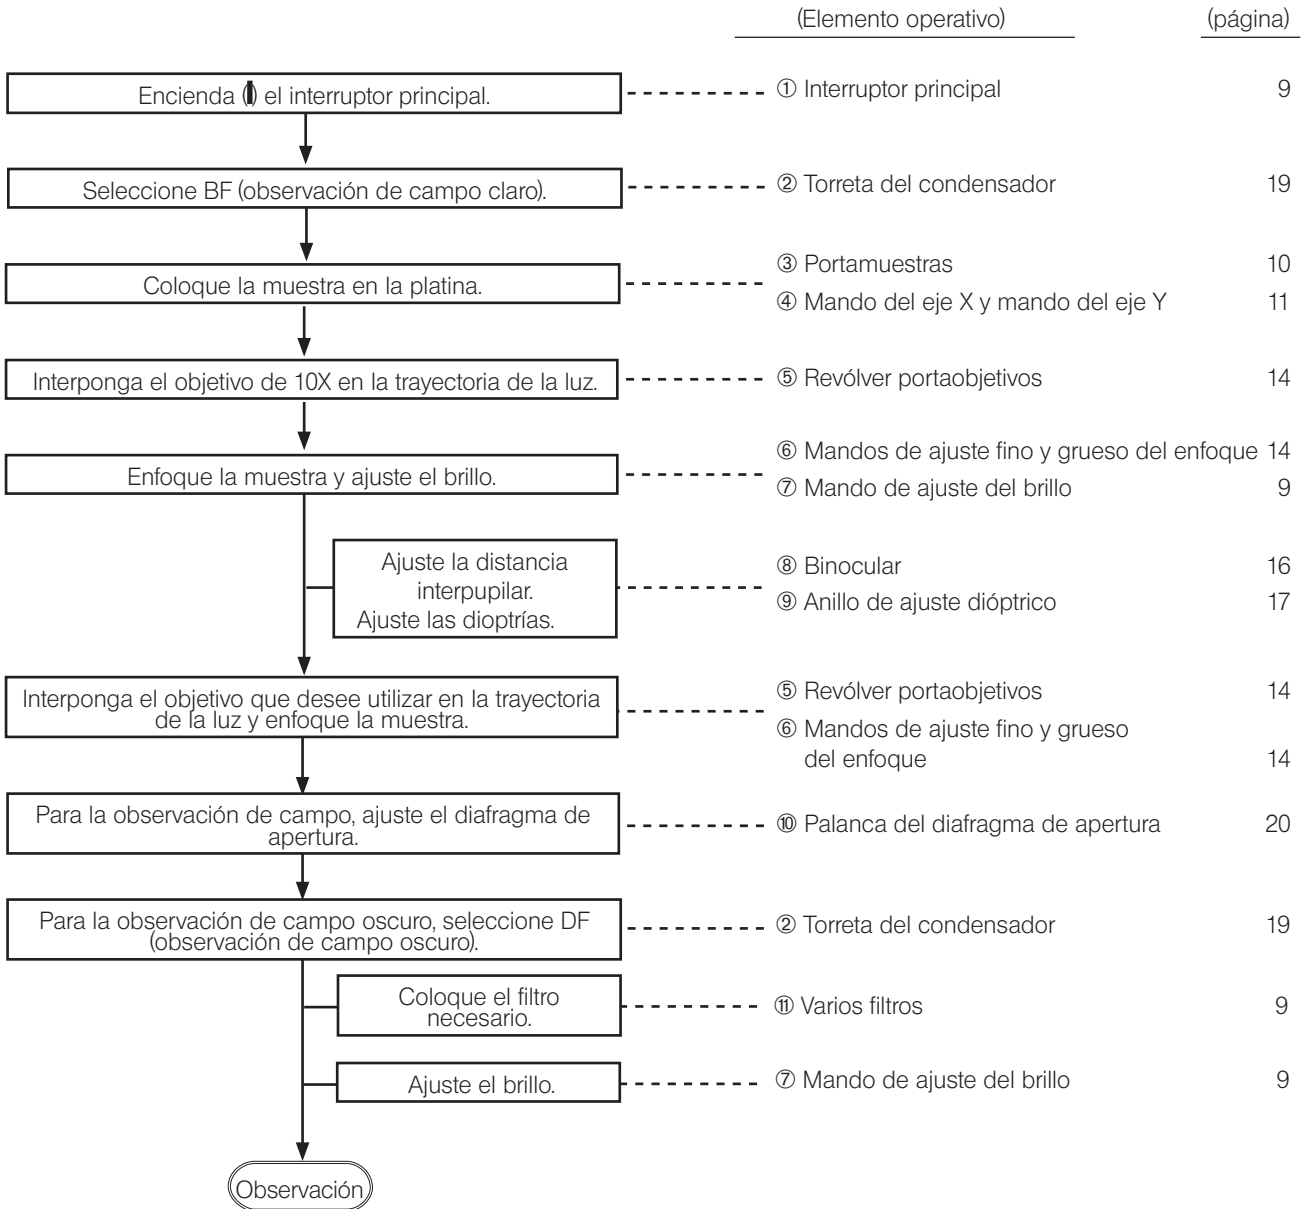 (Elemento operativo) (página)
Encienda (I) el interruptor principal. ① Interruptor principal 9
Seleccione BF (observación de campo claro). ② Torreta del condensador 19
③ Portamuestras 10
Coloque la muestra en la platina.
④ Mando del eje X y mando del eje Y 11
Interponga el objetivo de 10X en la trayectoria de la luz. ⑤ Revólver portaobjetivos 14
⑥ Mandos de ajuste fino y grueso del enfoque 14
Enfoque la muestra y ajuste el brillo.
⑦ Mando de ajuste del brillo 9
Ajuste la distancia
interpupilar.
Ajuste las dioptrías.
⑧ Binocular 16
⑨ Anillo de ajuste dióptrico 17
Interponga el objetivo que desee utilizar en la trayectoria
de la luz y enfoque la muestra.
⑤ Revólver portaobjetivos 14
⑥ Mandos de ajuste fino y grueso
del enfoque 14
Para la observación de campo, ajuste el diafragma de
apertura.
⑩ Palanca del diafragma de apertura 20
Para la observación de campo oscuro, seleccione DF
(observación de campo oscuro).
② Torreta del condensador 19
Coloque el filtro
necesario.
⑪ Varios filtros 9
Ajuste el brillo. ⑦ Mando de ajuste del brillo 9
Observación